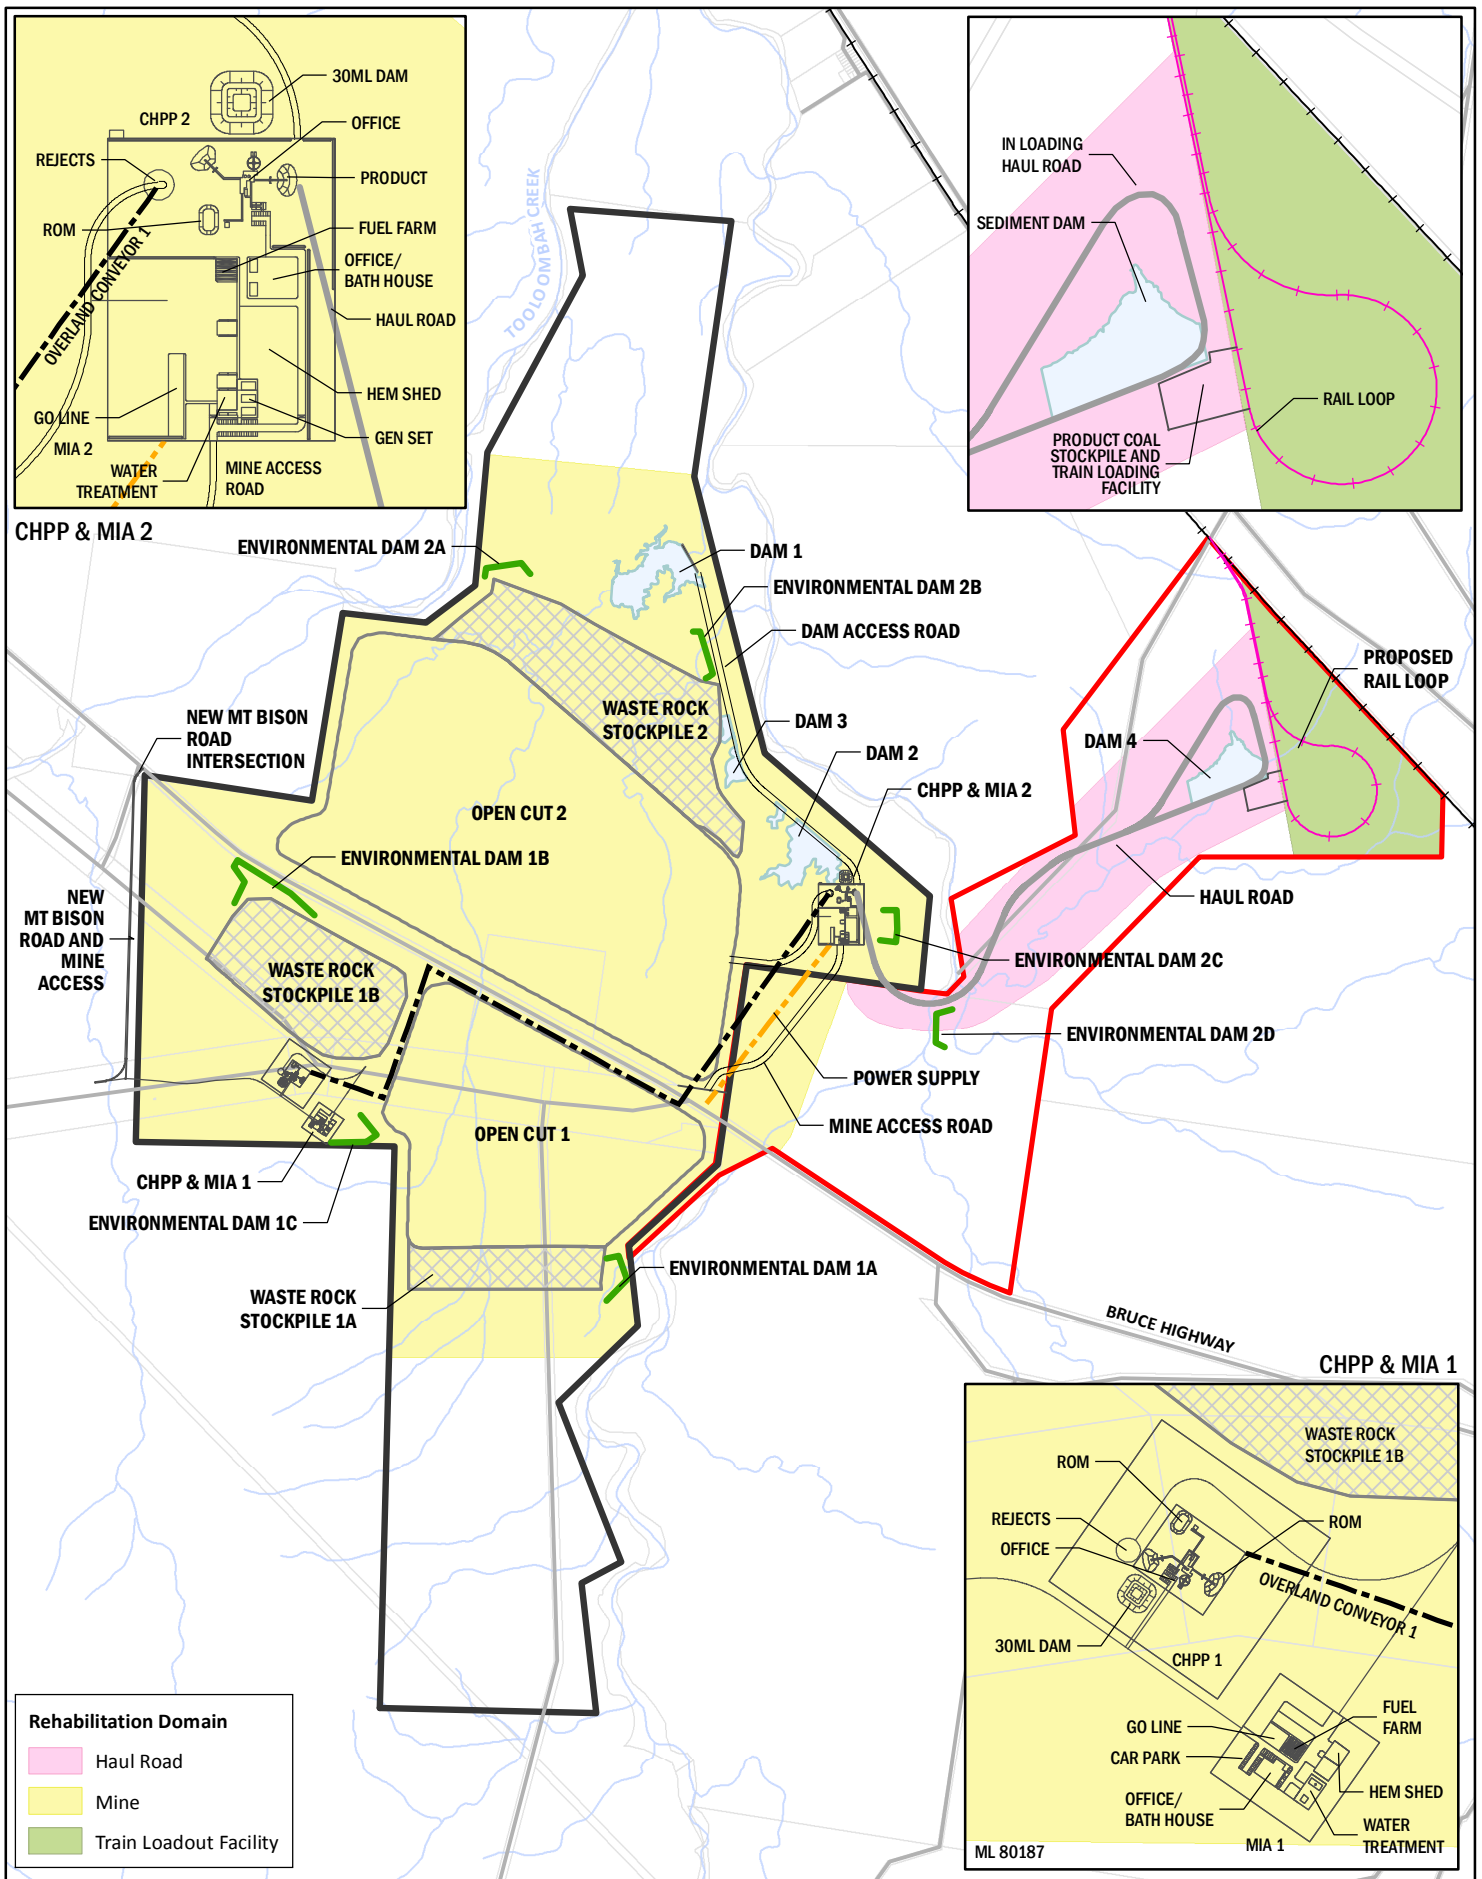 30ML DAM
CHPP 2
OFFICE
REJECTS
PRODUCT
ROM
FUEL FARM
OVERLAND CONVEYOR 1
OFFICE/
BATH HOUSE
HAUL ROAD
HEM SHED
GO LINE
GEN SET
MIA 2
WATER
TREATMENT
MINE ACCESS
ROAD
CHPP & MIA 2
TOOLOOMBAH CREEK
IN LOADING
HAUL ROAD
SEDIMENT DAM
RAIL LOOP
PRODUCT COAL
STOCKPILE AND
TRAIN LOADING
FACILITY
ENVIRONMENTAL DAM 2A
DAM 1
ENVIRONMENTAL DAM 2B
DAM ACCESS ROAD
PROPOSED
RAIL LOOP
NEW MT BISON
ROAD
INTERSECTION
WASTE ROCK
STOCKPILE 2
DAM 3
DAM 4
DAM 2
CHPP & MIA 2
OPEN CUT 2
ENVIRONMENTAL DAM 1B
HAUL ROAD
NEW
MT BISON
ROAD AND
MINE
ACCESS
WASTE ROCK
STOCKPILE 1B
ENVIRONMENTAL DAM 2C
ENVIRONMENTAL DAM 2D
POWER SUPPLY
MINE ACCESS ROAD
OPEN CUT 1
CHPP & MIA 1
ENVIRONMENTAL DAM 1C
ENVIRONMENTAL DAM 1A
WASTE ROCK
STOCKPILE 1A
BRUCE HIGHWAY
CHPP & MIA 1
WASTE ROCK
STOCKPILE 1B
ROM
REJECTS
ROM
OFFICE
OVERLAND CONVEYOR 1
30ML DAM
CHPP 1
FUEL
FARM
GO LINE
CAR PARK
HEM SHED
OFFICE/
BATH HOUSE
WATER
TREATMENT
MIA 1
ML 80187
Rehabilitation Domain
Haul Road
Mine
Train Loadout Facility